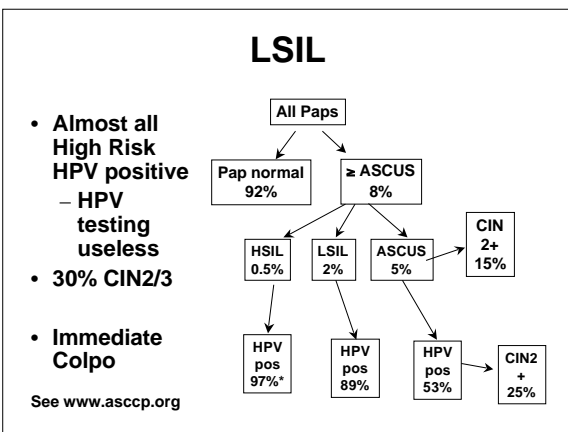 LSIL
• Almost all
High Risk
HPV positive
– HPV
testing
useless
• 30% CIN2/3
• Immediate
Colpo
See www.asccp.org
All Paps
Pap normal
92%
≥ ASCUS
8%
HSIL
0.5%
LSIL
2%
ASCUS
5%
CIN
2+
15%
HPV
pos
97%*
HPV
pos
89%
HPV
pos
53%
CIN2
+
25%